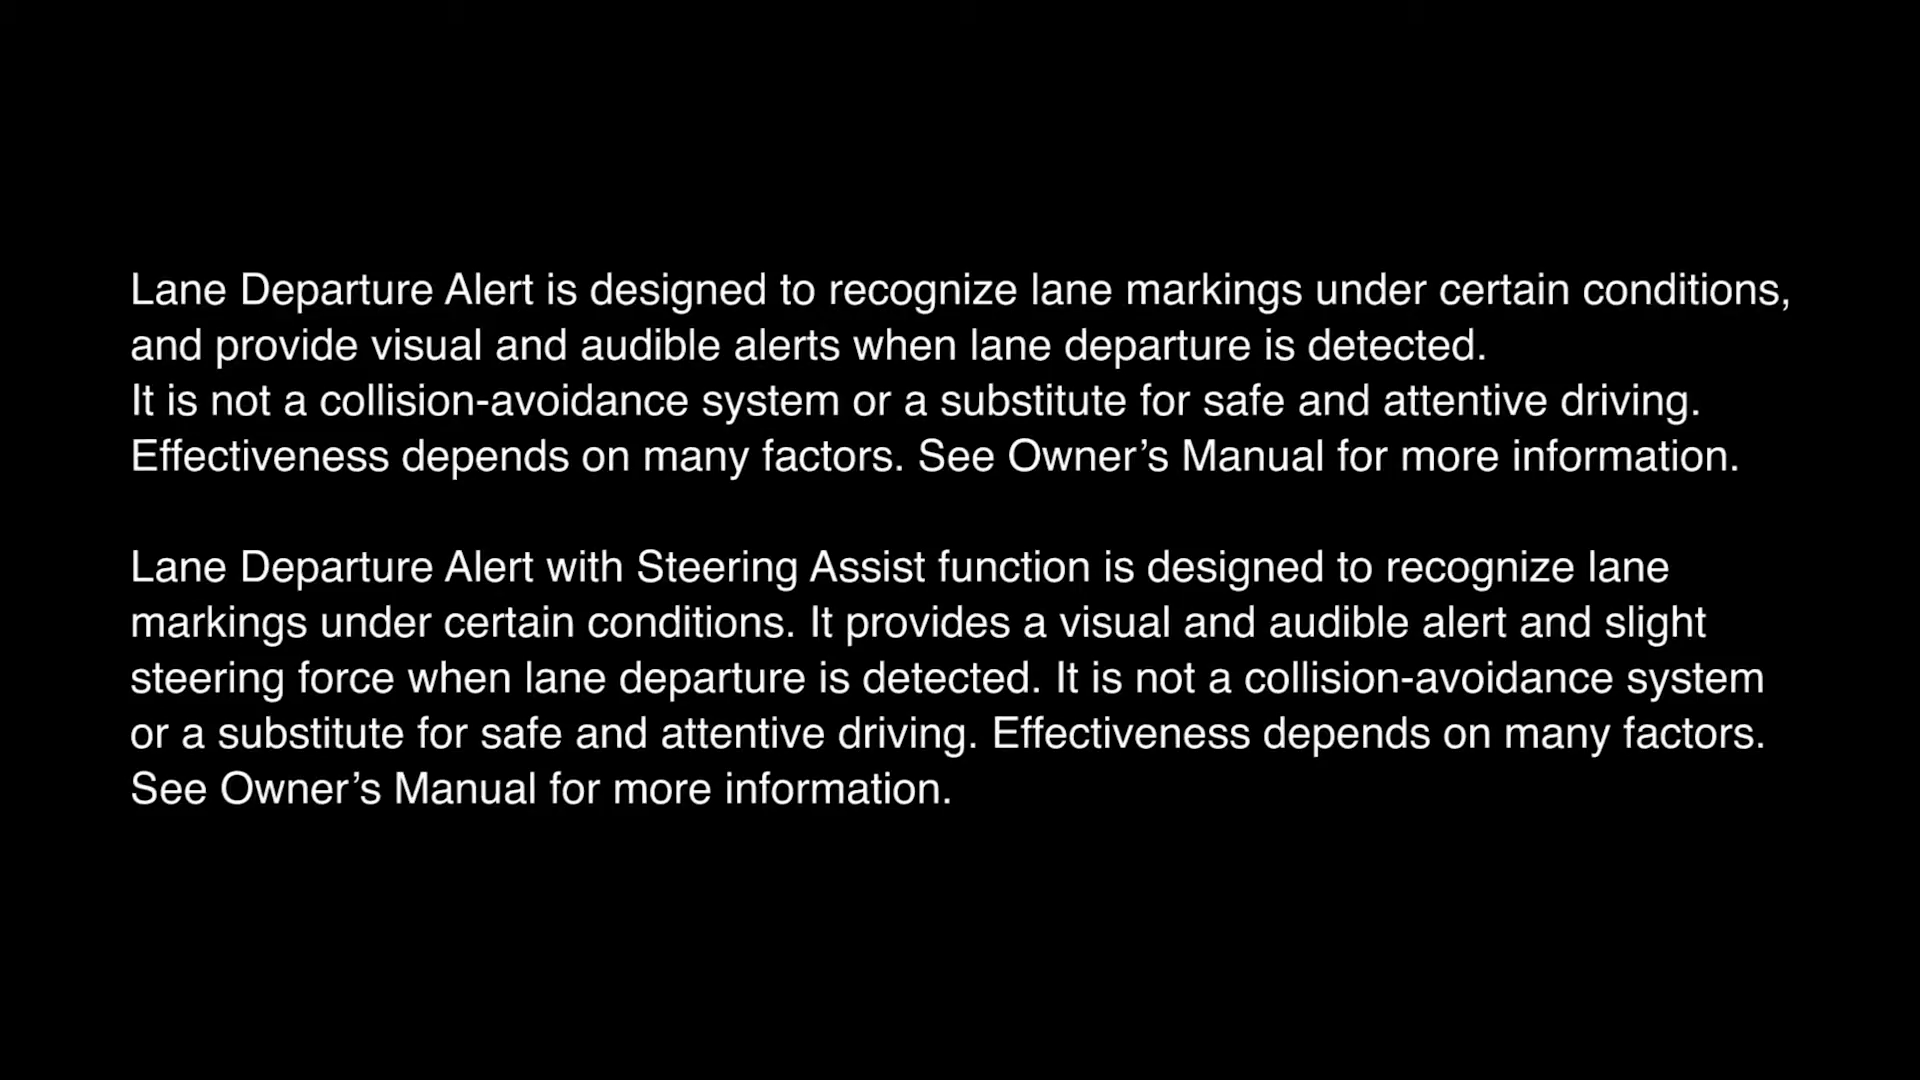 Lane Departure Alert is designed to recognize lane markings under certain conditions,
and provide visual and audible alerts when lane departure is detected.
It is not a collision-avoidance system or a substitute for safe and attentive driving.
Effectiveness depends on many factors. See Owner’s Manual for more information.
Lane Departure Alert with Steering Assist function is designed to recognize lane
markings under certain conditions. It provides a visual and audible alert and slight
steering force when lane departure is detected. It is not a collision-avoidance system
or a substitute for safe and attentive driving. Effectiveness depends on many factors.
See Owner’s Manual for more information.